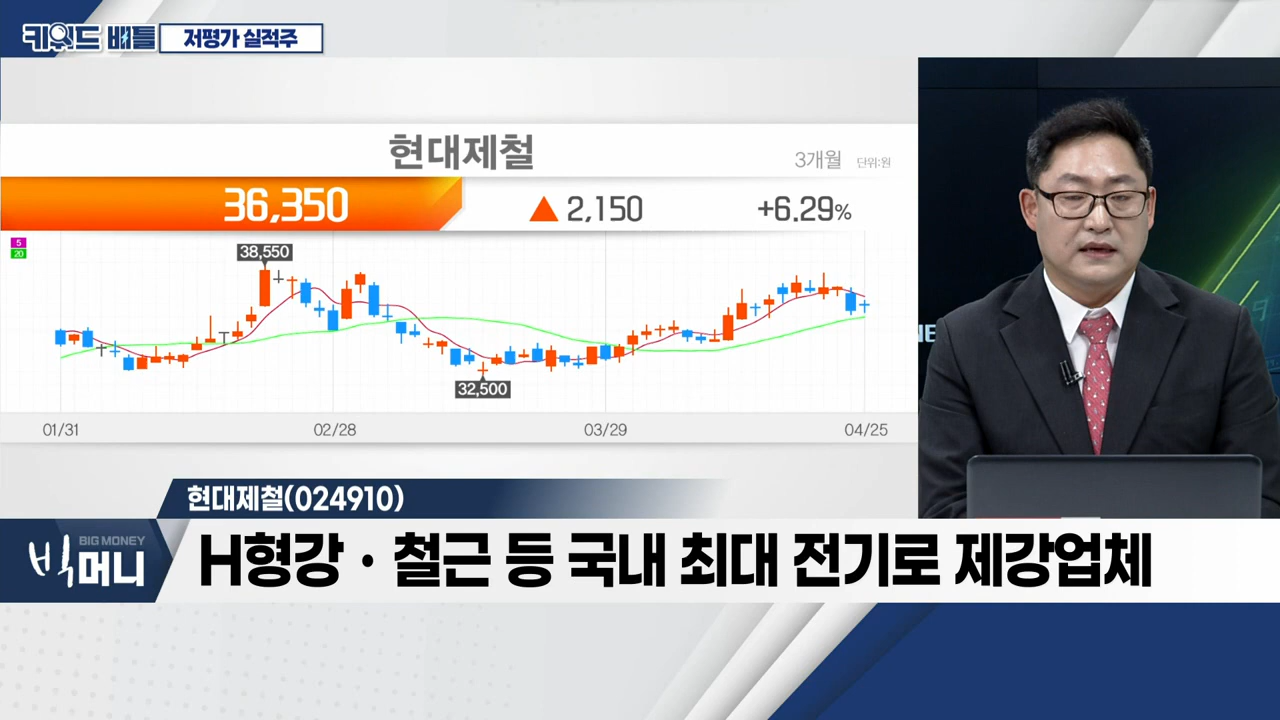 키워드 배틀 저평가 실적주
현대제철
3개월 단위:원
36,350 ▲ 2,150 +6.29%
5
20
38,550
32,500
01/31 02/28 03/29 04/25
현대제철(024910)
BIG MONEY
빅머니
H형강 · 철근 등 국내 최대 전기로 제강업체